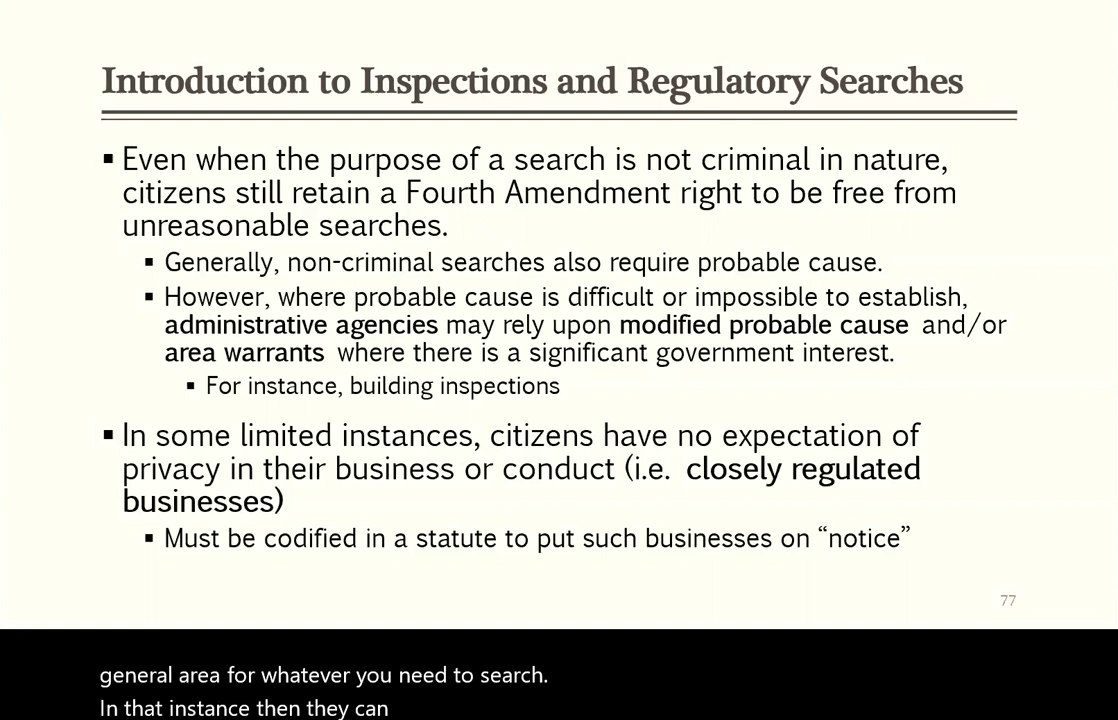 Introduction to Inspections and Regulatory Searches
▪ Even when the purpose of a search is not criminal in nature,
citizens still retain a Fourth Amendment right to be free from
unreasonable searches.
▪ Generally, non-criminal searches also require probable cause.
▪ However, where probable cause is difficult or impossible to establish,
administrative agencies may rely upon modified probable cause and/or
area warrants where there is a significant government interest.
▪ For instance, building inspections
▪ In some limited instances, citizens have no expectation of
privacy in their business or conduct (i.e. closely regulated
businesses)
▪ Must be codified in a statute to put such businesses on “notice”
77
general area for whatever you need to search.
In that instance then they can